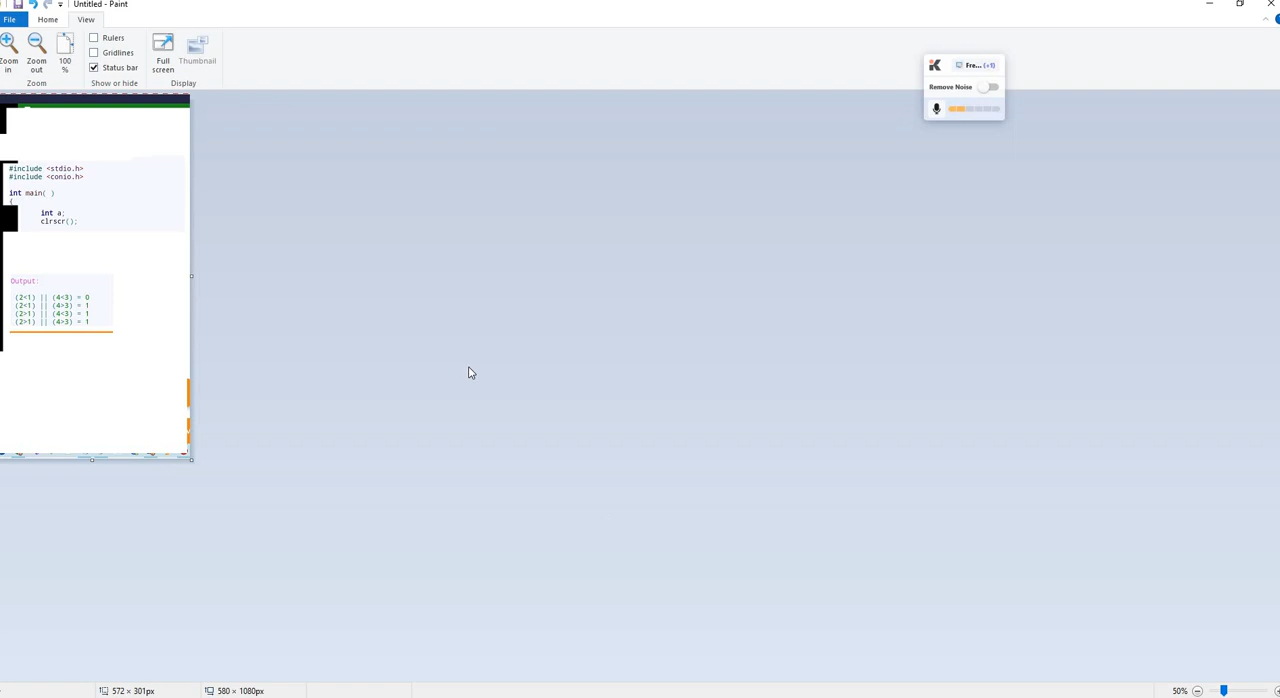 Untitled - Paint
File Home View
Zoom in
Zoom out
100 %
Rulers
Gridlines
Status bar
Full screen
Thumbnail
Zoom
Show or hide
Display
Fre... (+1)
Remove Noise
#include <stdio.h>
#include <conio.h>
int main( )
{
int a;
clrscr();
Output:
(2<1) || (4<3) = 0
(2<1) || (4>3) = 1
(2>1) || (4<3) = 1
(2>1) || (4>3) = 1
572 × 301px
580 × 1080px
50%